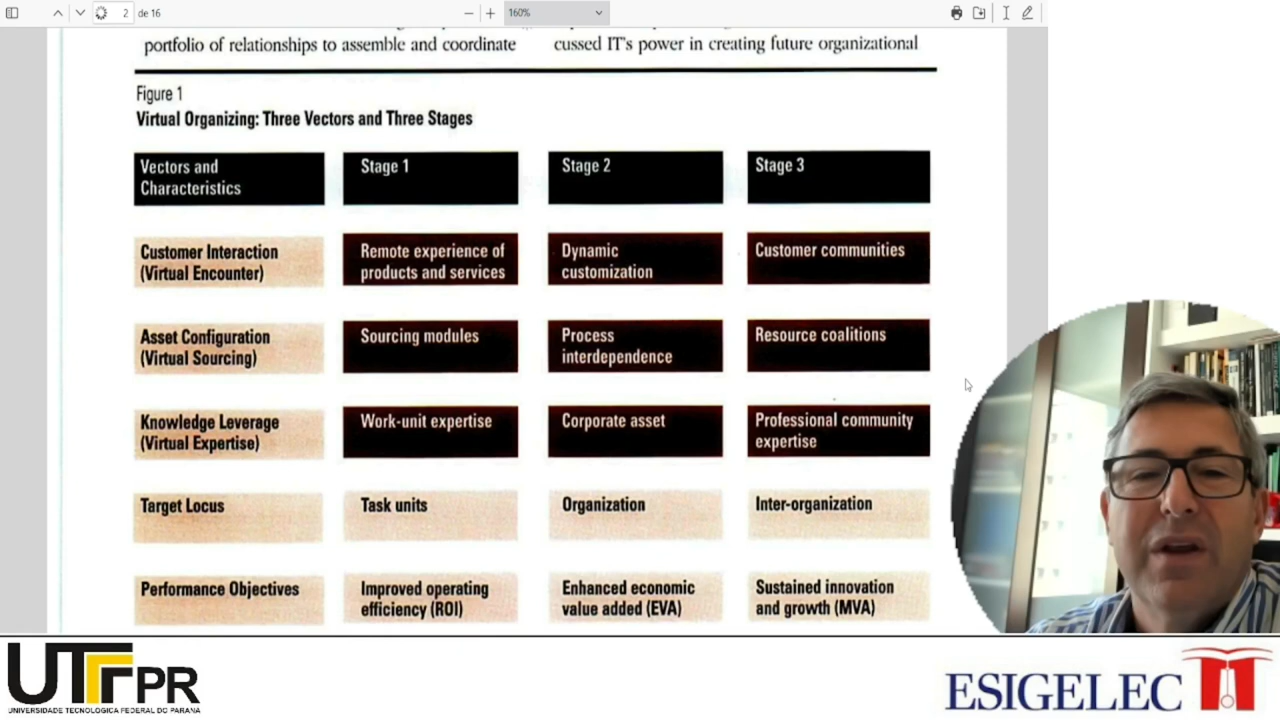 2 de 16
160%
portfolio of relationships to assemble and coordinate
cussed IT's power in creating future organizational
Figure 1
Virtual Organizing: Three Vectors and Three Stages
Vectors and
Characteristics
Stage 1
Stage 2
Stage 3
Customer Interaction
(Virtual Encounter)
Remote experience of
products and services
Dynamic
customization
Customer communities
Asset Configuration
(Virtual Sourcing)
Sourcing modules
Process
interdependence
Resource coalitions
Knowledge Leverage
(Virtual Expertise)
Work-unit expertise
Corporate asset
Professional community
expertise
Target Locus
Task units
Organization
Inter-organization
Performance Objectives
Improved operating
efficiency (ROI)
Enhanced economic
value added (EVA)
Sustained innovation
and growth (MVA)
UTFPR
UNIVERSIDADE TECNOLÓGICA FEDERAL DO PARANÁ
ESIGELEC